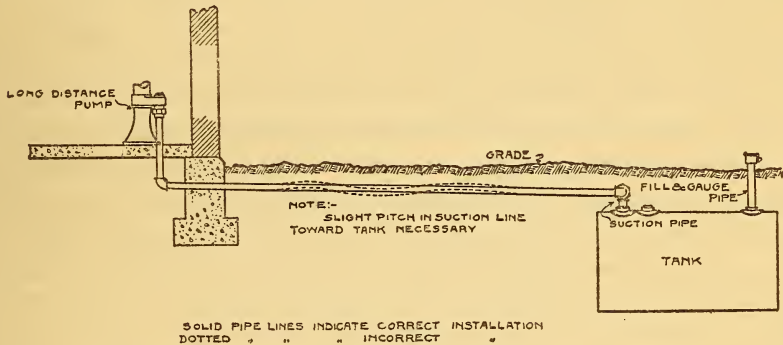 LONG DISTANCE
PUMP
GRADE
FILL & GAUGE
PIPE
NOTE:-
SLIGHT PITCH IN SUCTION LINE
TOWARD TANK NECESSARY
SUCTION PIPE
TANK
SOLID PIPE LINES INDICATE CORRECT INSTALLATION
DOTTED " " " INCORRECT "